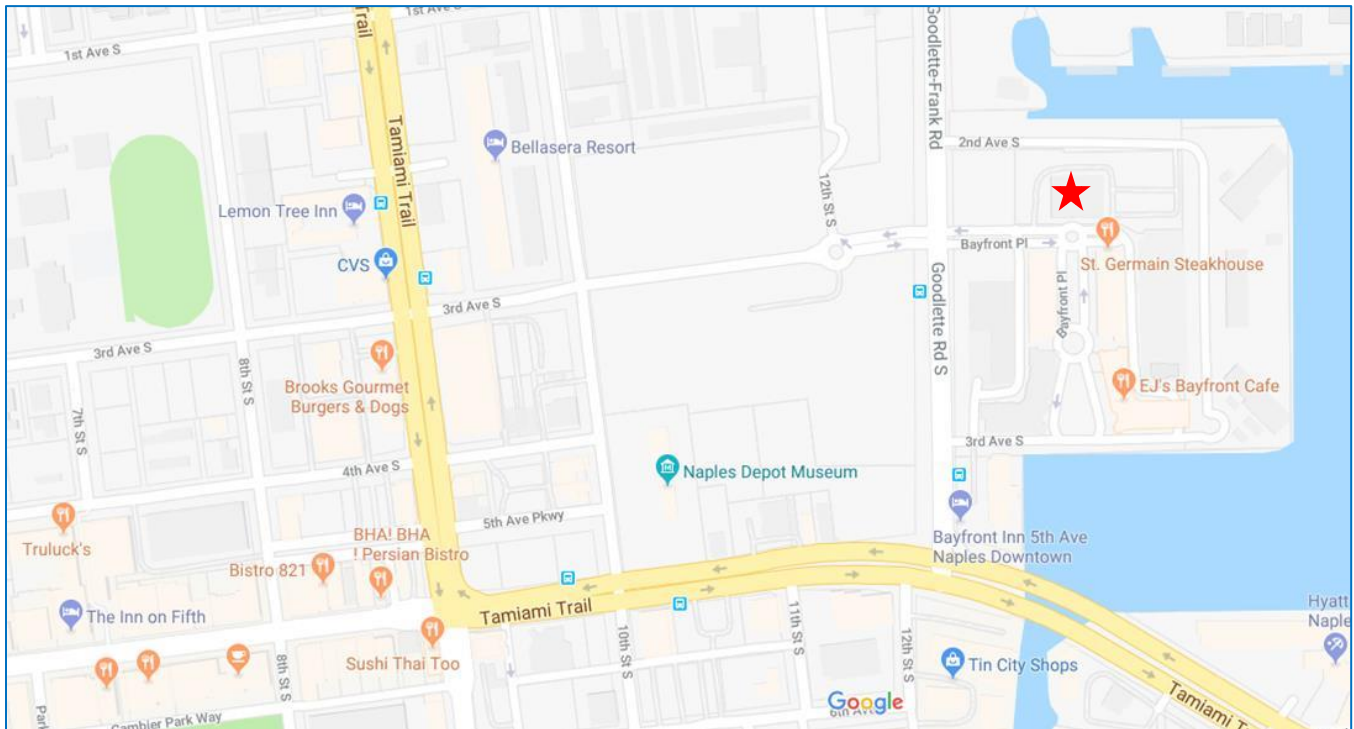 1st Ave S
Trail
1st Ave S
Goodlette-Frank Rd
2nd Ave S
Tamiami Trail
Bellasera Resort
12th St S
Lemon Tree Inn
Bayfront Pl
St. Germain Steakhouse
CVS
Goodlette Rd S
Bayfront Pl
3rd Ave S
3rd Ave S
8th St S
Brooks Gourmet
Burgers & Dogs
EJ's Bayfront Cafe
7th St S
3rd Ave S
4th Ave S
Naples Depot Museum
5th Ave Pkwy
Truluck's
BHA! BHA
! Persian Bistro
Bistro 821
Bayfront Inn 5th Ave
Naples Downtown
The Inn on Fifth
Tamiami Trail
11th St S
10th St S
12th St S
Hyatt
Naple
8th St S
Sushi Thai Too
Tin City Shops
Tamiami T
Google
Park
Cambier Park Way